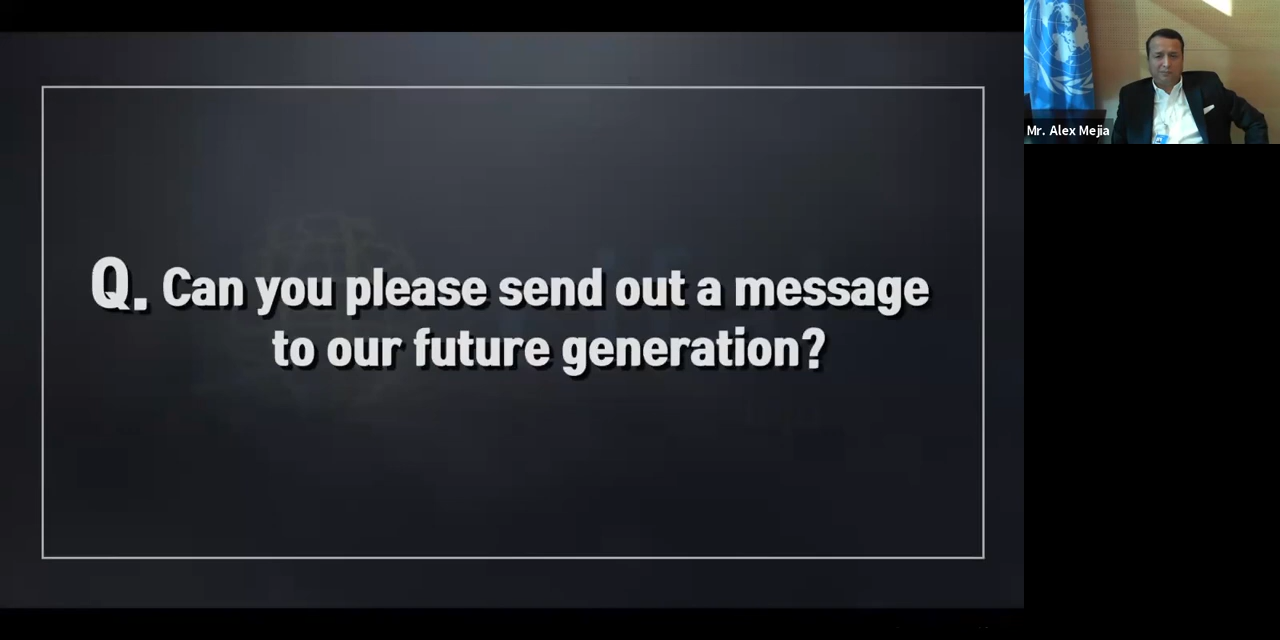 Q. Can you please send out a message
to our future generation?
Mr. Alex Mejia